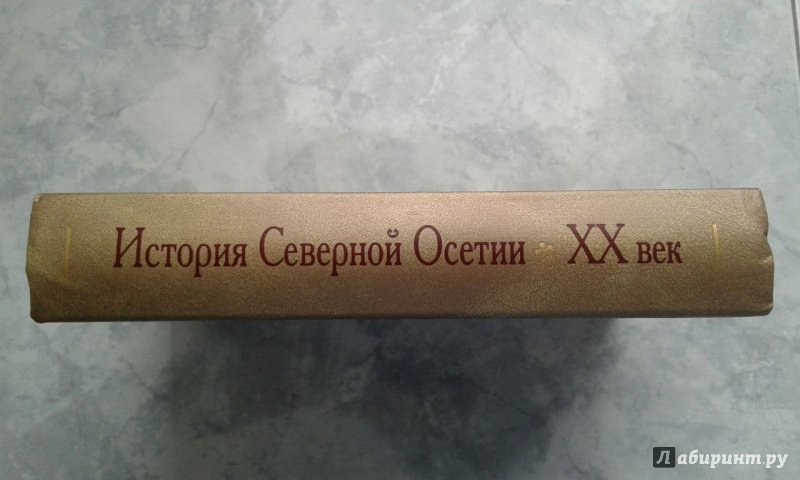 История Северной Осетии XX век
Лабиринт.ру